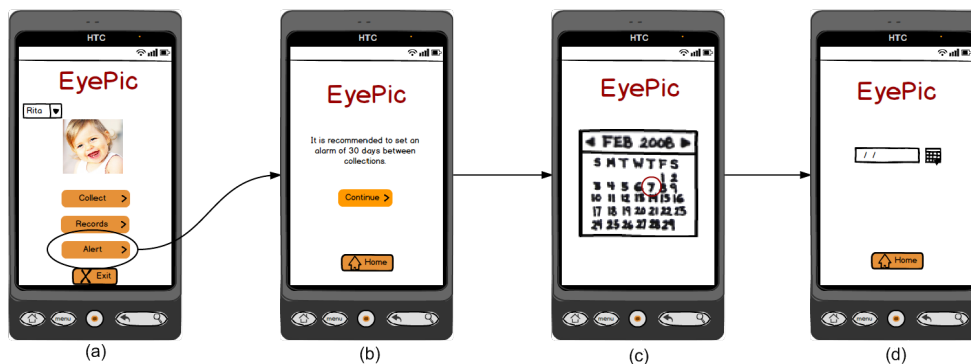 HTC
EyePic
Rita
Collect >
Records >
Alert >
X Exit
menu
(a)
HTC
EyePic
It is recommended to set an
alarm of 30 days between
collections.
Continue >
Home
menu
(b)
HTC
EyePic
FEB 2008
S M T W T F S
1 2
3 4 5 6 7 8 9
10 11 12 13 14 15 16
17 18 19 20 21 22 23
24 25 26 27 28 29
menu
(c)
HTC
EyePic
/ /
Home
menu
(d)